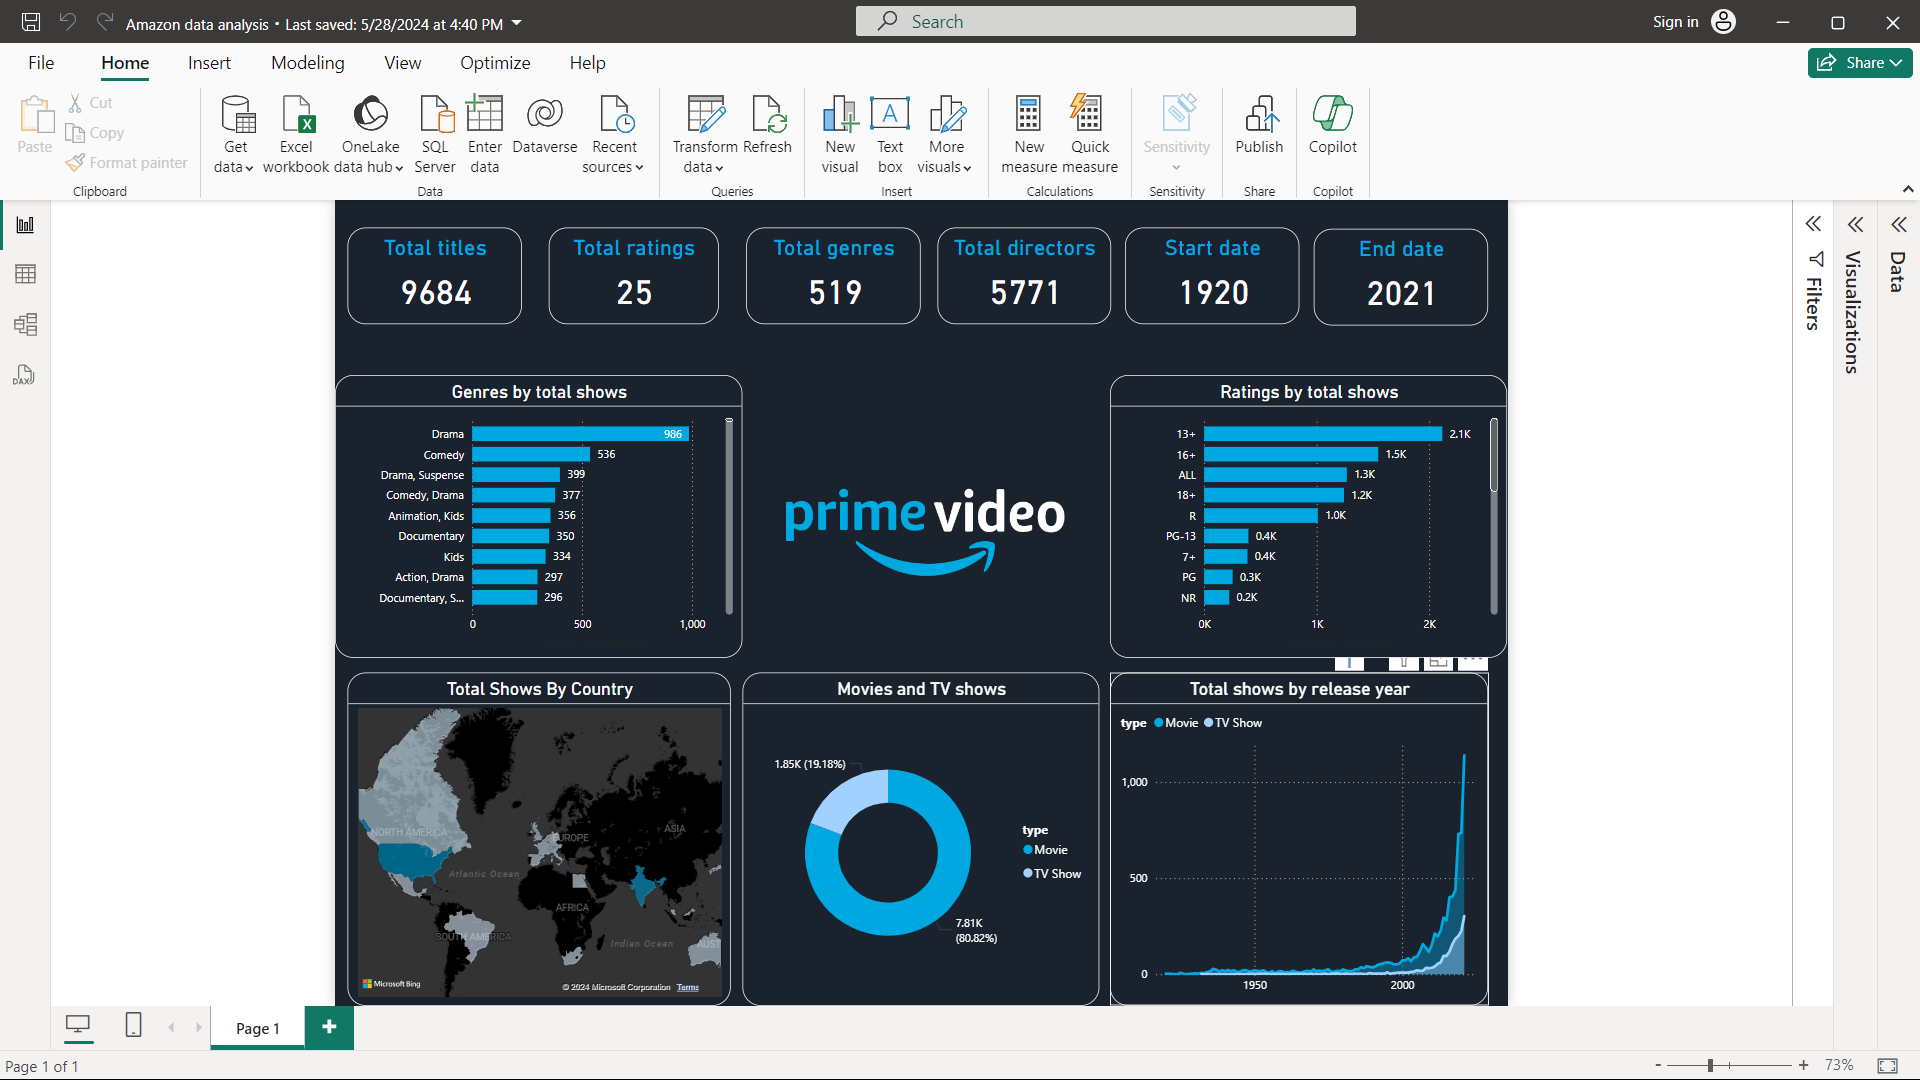 Amazon data analysis • Last saved: 5/28/2024 at 4:40 PM
Search
Sign in
File Home Insert Modeling View Optimize Help
Share
Paste
Cut
Copy
Format painter
Clipboard
Get data
Excel workbook
OneLake data hub
SQL Server
Enter data
Dataverse
Recent sources
Data
Transform data
Refresh
Queries
New visual
Text box
More visuals
Insert
New measure
Quick measure
Calculations
Sensitivity
Sensitivity
Publish
Share
Copilot
Copilot
DAX
Total titles
9684
Total ratings
25
Total genres
519
Total directors
5771
Start date
1920
End date
2021
Genres by total shows
Drama 986
Comedy 536
Drama, Suspense 399
Comedy, Drama 377
Animation, Kids 356
Documentary 350
Kids 334
Action, Drama 297
Documentary, S... 296
0 500 1,000
prime video
Ratings by total shows
13+ 2.1K
16+ 1.5K
ALL 1.3K
18+ 1.2K
R 1.0K
PG-13 0.4K
7+ 0.4K
PG 0.3K
NR 0.2K
0K 1K 2K
Total Shows By Country
NORTH AMERICA
EUROPE
ASIA
Atlantic Ocean
AFRICA
SOUTH AMERICA
Indian Ocean
AUST
Microsoft Bing
© 2024 Microsoft Corporation Terms
Movies and TV shows
1.85K (19.18%)
7.81K
(80.82%)
type
Movie
TV Show
Total shows by release year
type Movie TV Show
1,000
500
0
1950 2000
Filters
Visualizations
Data
Page 1
Page 1 of 1
- + 73%